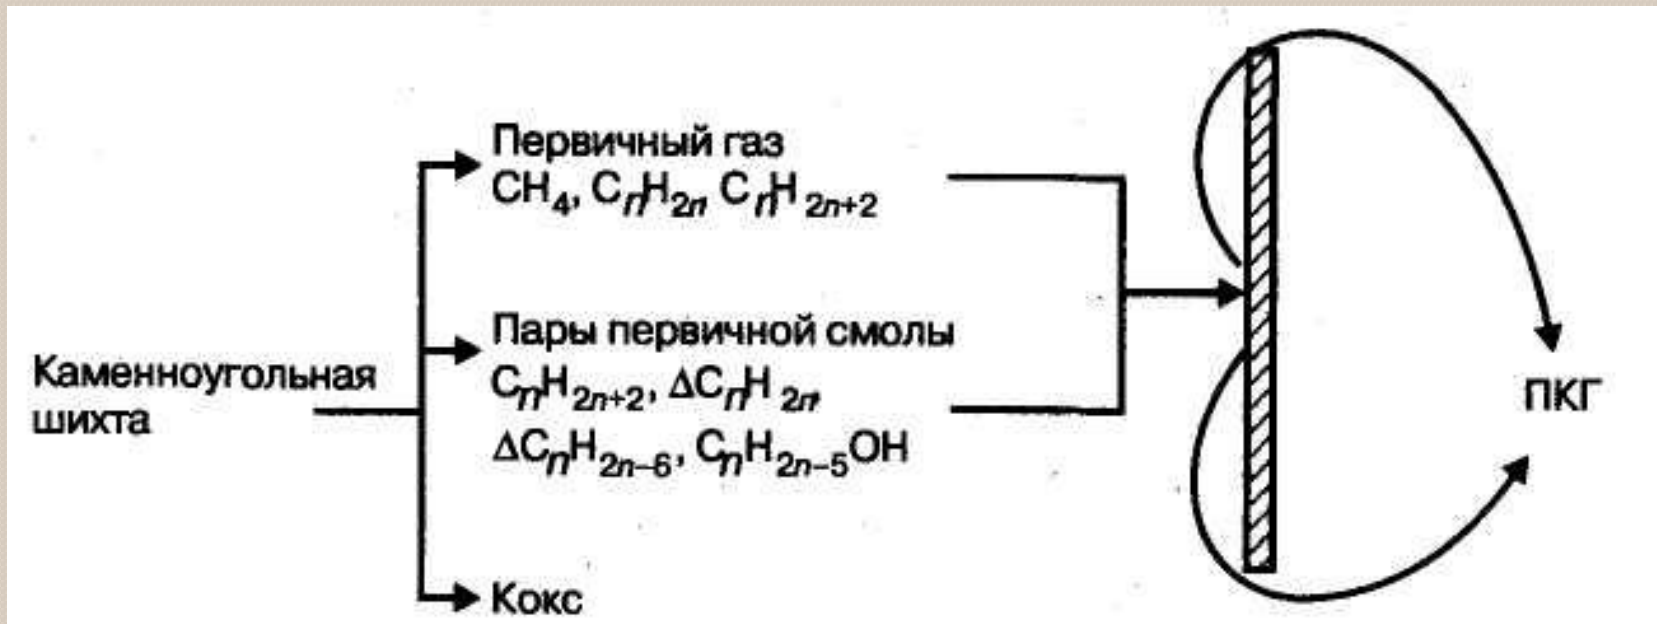 Первичный газ
CH₄, CₙH₂ₙ, CₙH₂ₙ₊₂
Пары первичной смолы
CₙH₂ₙ₊₂, ΔCₙH₂ₙ,
ΔCₙH₂ₙ₋₆, CₙH₂ₙ₋₅OH
Каменноугольная
шихта
ПКГ
Кокс